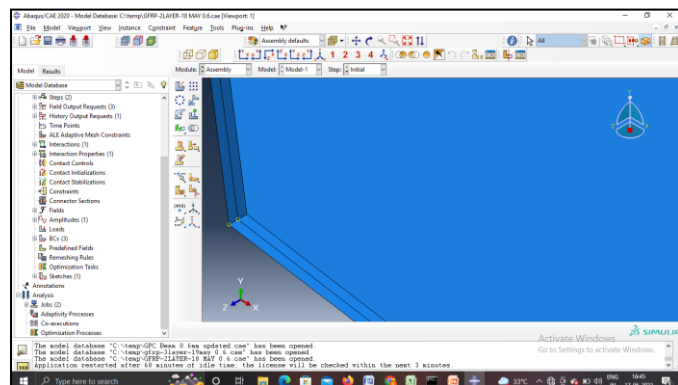 Abaqus/CAE 2020 - Model Database: C:\temp\GFRP-2LAYER-18 MAY 0.6.cae [Viewport: 1]
File Model Viewport View Instance Constraint Feature Tools Plug-ins Help
Assembly defaults
All
1 2 3 4
Model Results
Module: Assembly Model: Model-1 Step: Initial
Model Database
Steps (2)
Field Output Requests (3)
History Output Requests (1)
Time Points
ALE Adaptive Mesh Constraints
Interactions (1)
Interaction Properties (1)
Contact Controls
Contact Initializations
Contact Stabilizations
Constraints
Connector Sections
Fields
Amplitudes (1)
Loads
BCs (3)
Predefined Fields
Remeshing Rules
Optimization Tasks
Sketches (1)
Annotations
Analysis
Jobs (2)
Adaptivity Processes
Co-executions
Optimization Processes
Y
Z
X
Y
Z
X
SIMULIA
Activate Windows
Go to Settings to activate Windows.
The model database "C:\temp\GPC Beam 0.6am updated.cae" has been opened.
The model database "C:\temp\gfrp-3layer-19may 0.6 cae" has been opened.
The model database "C:\temp\GFRP-2LAYER-18 MAY 0.6.cae" has been opened.
Application restarted after 68 minutes of idle time; the license will be checked within the next 3 minutes.
Type here to search
33°C
ENG
16:45